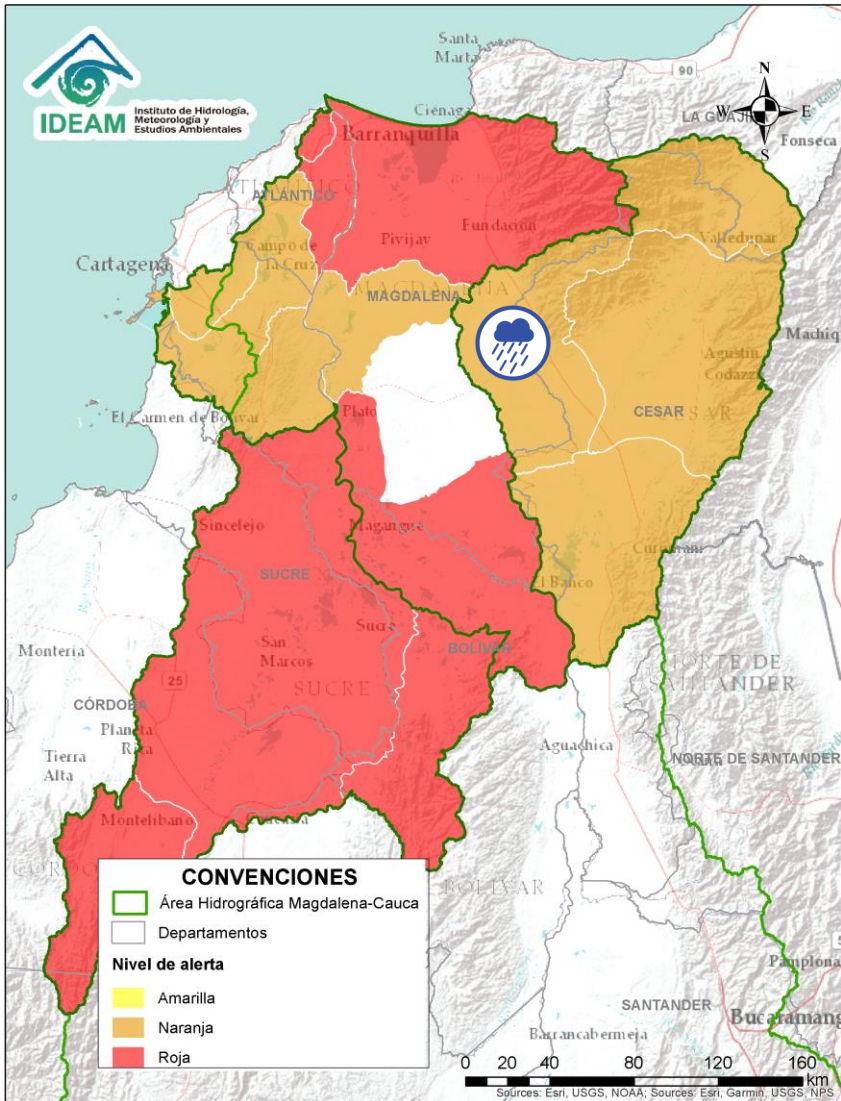 IDEAM
Instituto de Hidrología,
Meteorología y
Estudios Ambientales
Santa
Marta
90
N
W
E
S
LA GUAJI
Fonseca
Ciénaga
Barranquilla
ATLÁNTICO
Pivijay
Fundación
Campo de
la Cruz
Valledupar
Cartagena
MAGDALENA
Machiq
Agustín
Codazzi
CESAR
El Carmen de Bolívar
Plato
Sincelejo
Magangué
SUCRE
El Banco
Sucre
San
Marcos
BOLÍVAR
SUCRE
Montería
25
NORTE DE
SANTANDER
CÓRDOBA
Planeta
Rica
Aguachica
Tierra
Alta
NORTE DE SANTANDER
Montelíbano
BOLÍVAR
CONVENCIONES
Área Hidrográfica Magdalena-Cauca
Departamentos
Nivel de alerta
Amarilla
Naranja
Roja
Pamplona
SANTANDER
Bucaramang
Barrancabermeja
0 20 40 80 120 160
km
Sources: Esri, USGS, NOAA; Sources: Esri, Garmin, USGS, NPS